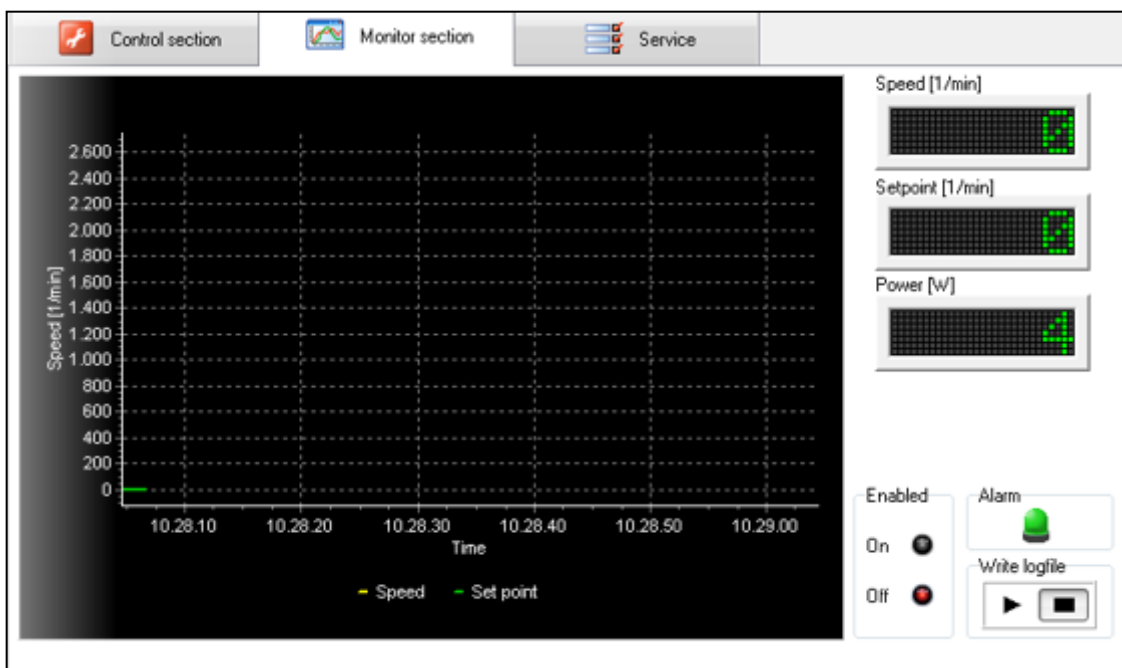 Control section
Monitor section
Service
Speed [1/min]
0
Setpoint [1/min]
0
Power [W]
4
2.600
2.400
2.200
2.000
1.800
1.600
1.400
1.200
1.000
800
600
400
200
0
Speed [1/min]
10.28.10 10.28.20 10.28.30 10.28.40 10.28.50 10.29.00
Time
Speed Set point
Enabled
On
Off
Alarm
Write logfile